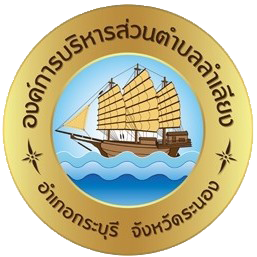 องค์การบริหารส่วนตำบลลำเลียง
อำเภอกระบุรี จังหวัดระนอง